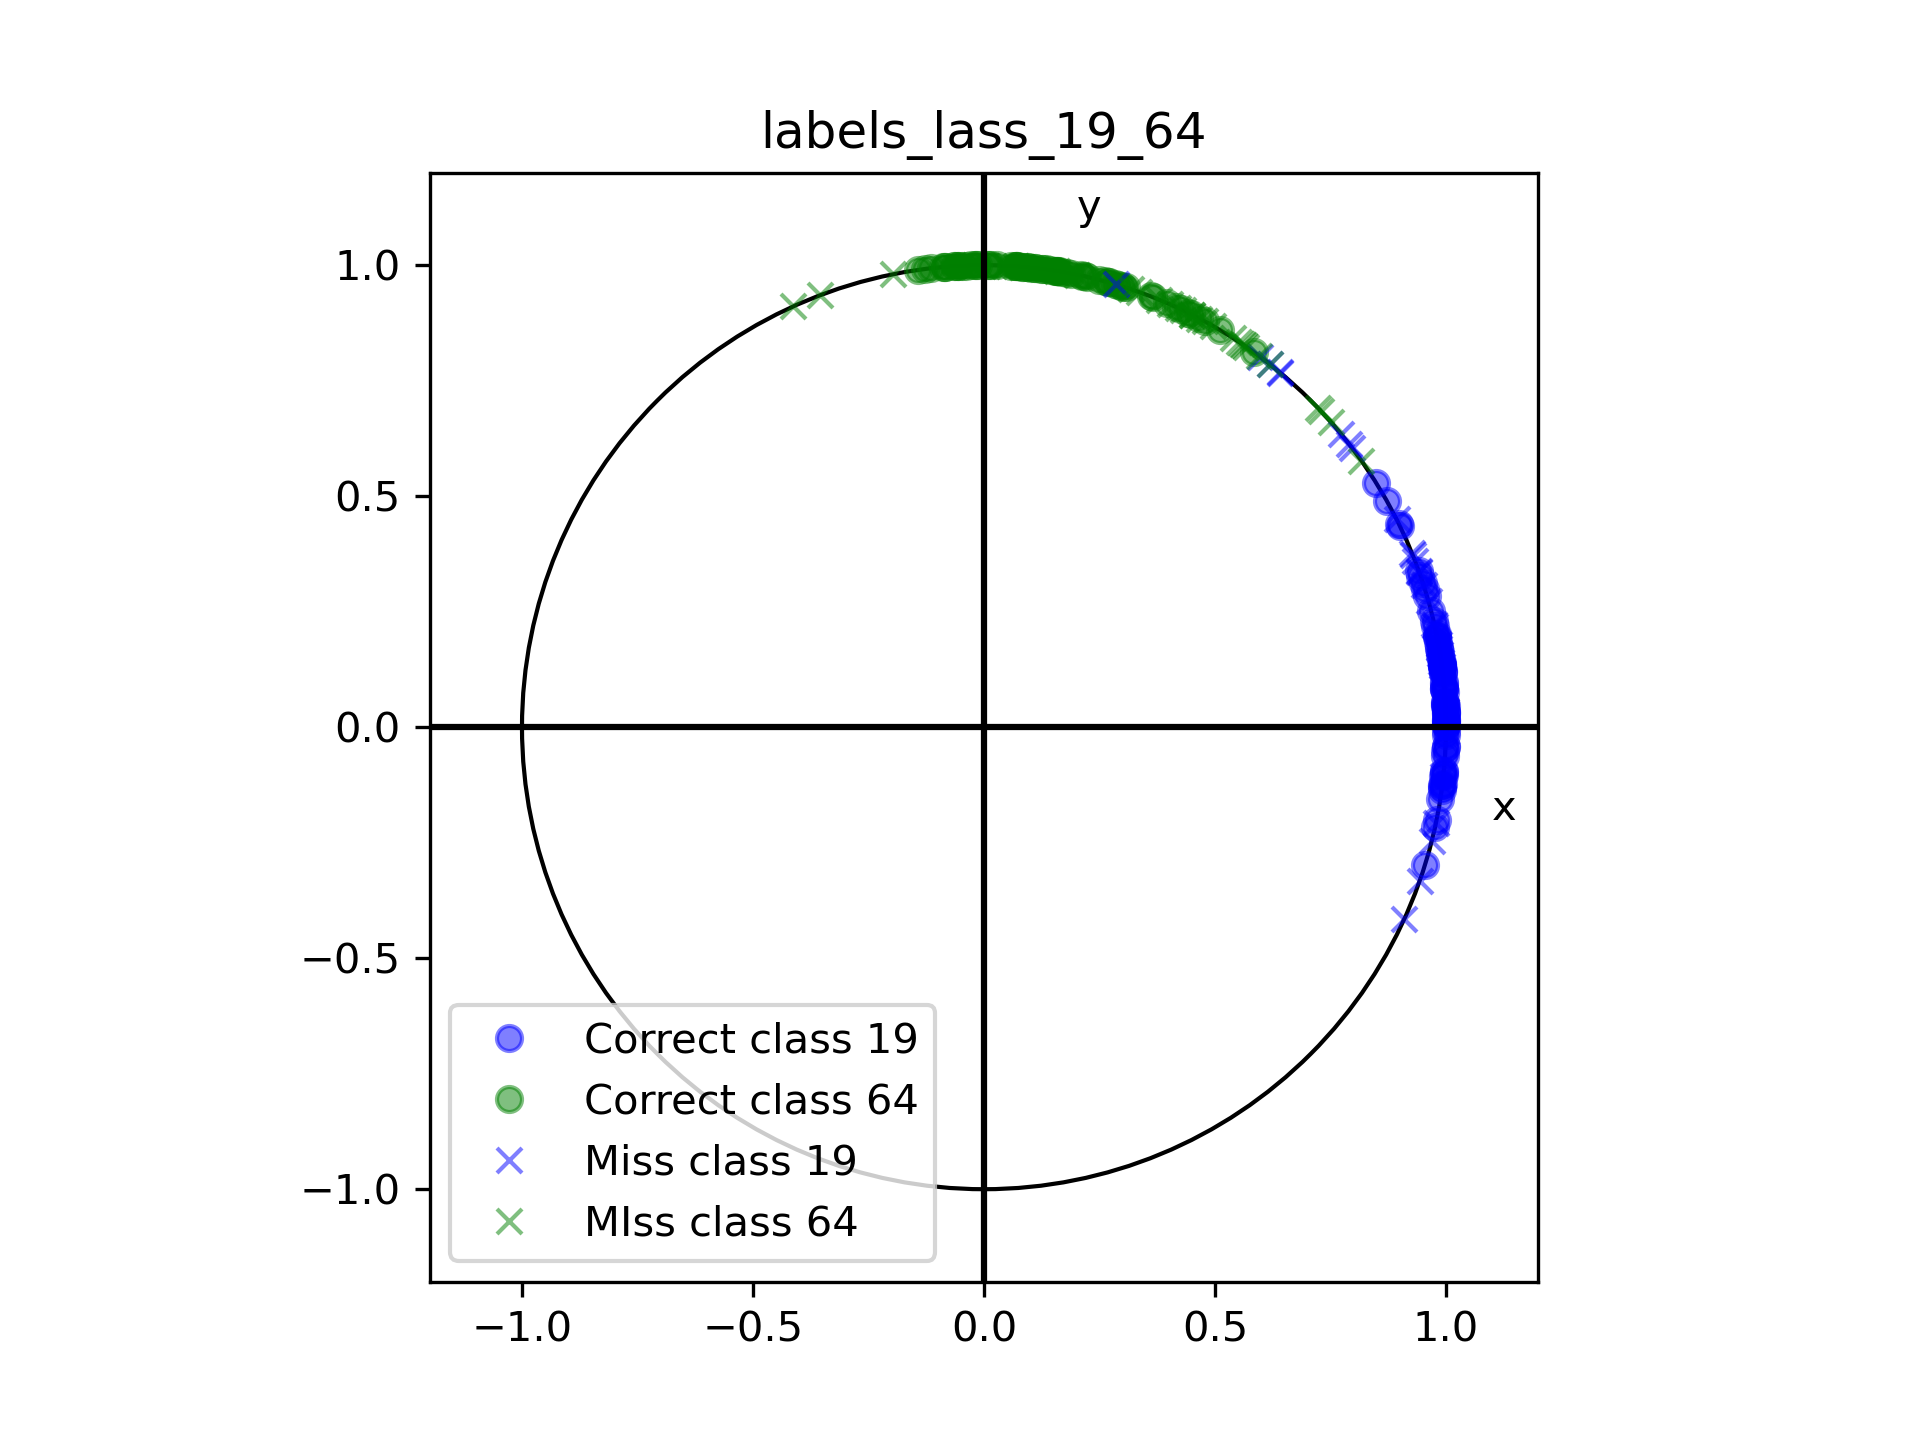 labels_lass_19_64
y
1.0
0.5
0.0
−0.5
−1.0
x
Correct class 19
Correct class 64
Miss class 19
MIss class 64
−1.0 −0.5 0.0 0.5 1.0